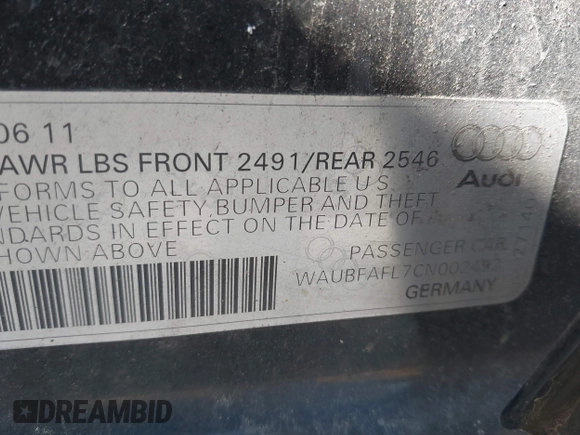 06 11
AWR LBS FRONT 2491/REAR 2546
FORMS TO ALL APPLICABLE U S
VEHICLE SAFETY, BUMPER AND THEFT
NDARDS IN EFFECT ON THE DATE OF
SHOWN ABOVE
PASSENGER CAR
GERMANY
Audi
DREAMBID